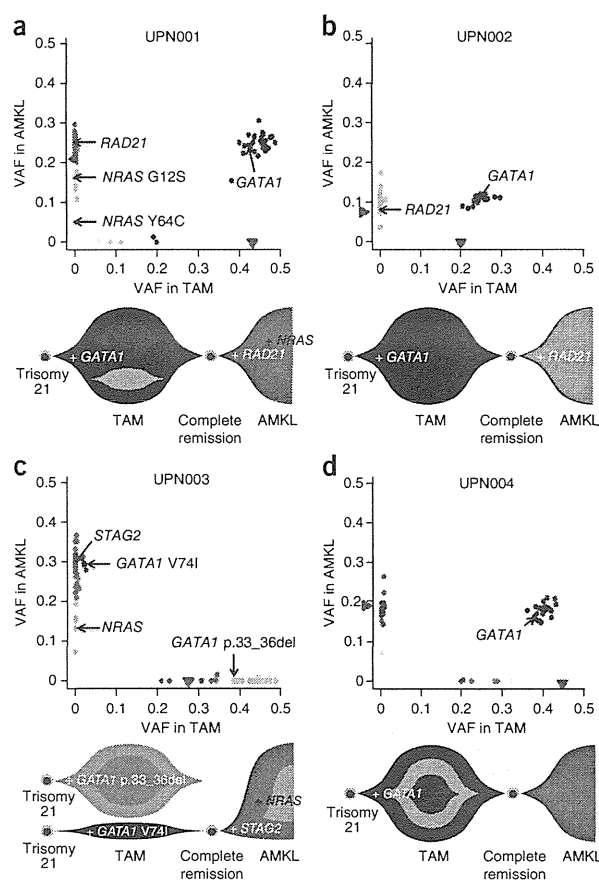 a
UPN001
VAF in AMKL
0.5
0.4
0.3
0.2
0.1
0
RAD21
NRAS G12S
NRAS Y64C
GATA1
0 0.1 0.2 0.3 0.4 0.5
VAF in TAM
+ GATA1
+ RAD21
+ NRAS
Trisomy
21
TAM
Complete
remission
AMKL
b
UPN002
VAF in AMKL
0.5
0.4
0.3
0.2
0.1
0
GATA1
RAD21
0 0.1 0.2 0.3 0.4 0.5
VAF in TAM
+ GATA1
+ RAD21
Trisomy
21
TAM
Complete
remission
AMKL
c
UPN003
VAF in AMKL
0.5
0.4
0.3
0.2
0.1
0
STAG2
GATA1 V74I
NRAS
GATA1 p.33_36del
0 0.1 0.2 0.3 0.4 0.5
VAF in TAM
+ GATA1 p.33_36del
Trisomy
21
+ NRAS
+ GATA1 V74I
+ STAG2
Trisomy
21
TAM
Complete
remission
AMKL
d
UPN004
VAF in AMKL
0.5
0.4
0.3
0.2
0.1
0
GATA1
0 0.1 0.2 0.3 0.4 0.5
VAF in TAM
+ GATA1
Trisomy
21
TAM
Complete
remission
AMKL